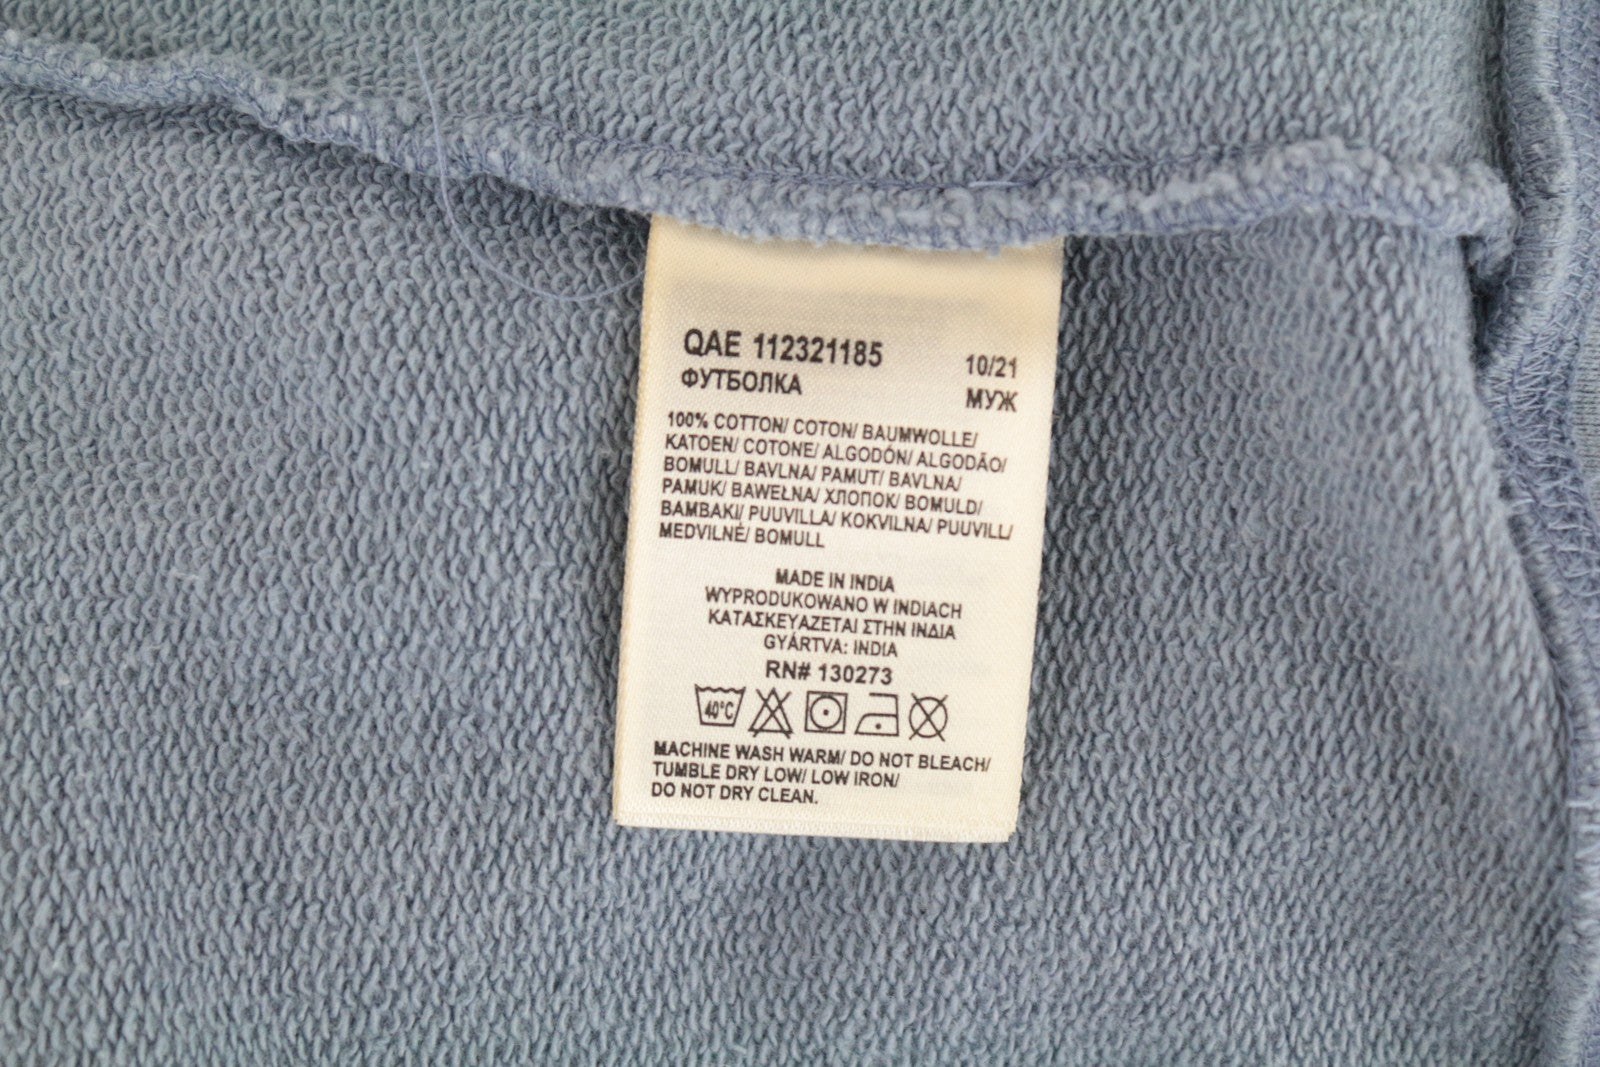 QAE 112321185 10/21
ФУТБОЛКА МУЖ
100% COTTON/ COTON/ BAUMWOLLE/
KATOEN/ COTONE/ ALGODÓN/ ALGODÃO/
BOMULL/ BAVLNA/ PAMUT/ BAVLNA/
PAMUK/ BAWEŁNA/ ХЛОПОК/ BOMULD/
BAMBAKI/ PUUVILLA/ KOKVILNA/ PUUVILL/
MEDVILNÉ/ BOMULL
MADE IN INDIA
WYPRODUKOWANO W INDIACH
ΚΑΤΑΣΚΕΥΑΖΕΤΑΙ ΣΤΗΝ ΙΝΔΙΑ
GYÁRTVA: INDIA
RN# 130273
40°C
MACHINE WASH WARM/ DO NOT BLEACH/
TUMBLE DRY LOW/ LOW IRON/
DO NOT DRY CLEAN.